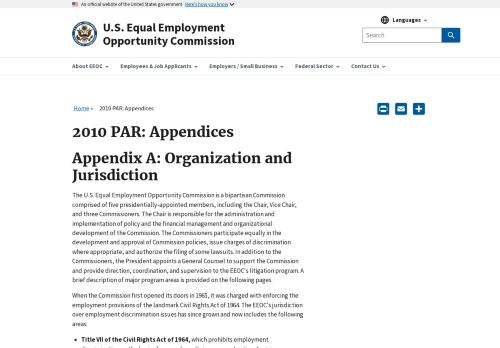 An official website of the United States government Here's how you know
U.S. Equal Employment
Opportunity Commission
Languages
Search
About EEOC
Employees & Job Applicants
Employers / Small Business
Federal Sector
Contact Us
Home » 2010 PAR: Appendices
2010 PAR: Appendices
Appendix A: Organization and
Jurisdiction
The U.S. Equal Employment Opportunity Commission is a bipartisan Commission
comprised of five presidentially-appointed members, including the Chair, Vice Chair,
and three Commissioners. The Chair is responsible for the administration and
implementation of policy and the financial management and organizational
development of the Commission. The Commissioners participate equally in the
development and approval of Commission policies, issue charges of discrimination
where appropriate, and authorize the filing of some lawsuits. In addition to the
Commissioners, the President appoints a General Counsel to support the Commission
and provide direction, coordination, and supervision to the EEOC's litigation program. A
brief description of major program areas is provided on the following pages.
When the Commission first opened its doors in 1965, it was charged with enforcing the
employment provisions of the landmark Civil Rights Act of 1964. The EEOC's jurisdiction
over employment discrimination issues has since grown and now includes the following
areas:
• Title VII of the Civil Rights Act of 1964, which prohibits employment